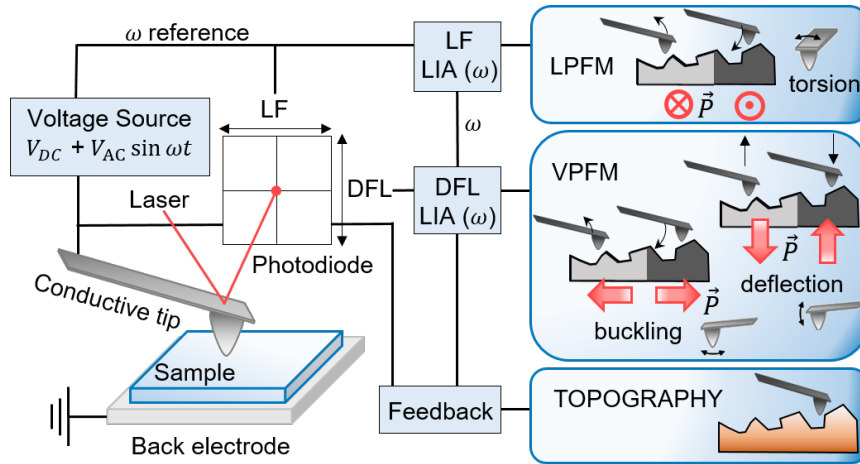 ω reference
LF
LIA (ω)
LPFM
torsion
P⃗
Voltage Source
V_DC + V_AC sin ωt
LF
ω
DFL
DFL
LIA (ω)
VPFM
Laser
Photodiode
P⃗
deflection
P⃗
buckling
Conductive tip
Sample
Back electrode
Feedback
TOPOGRAPHY